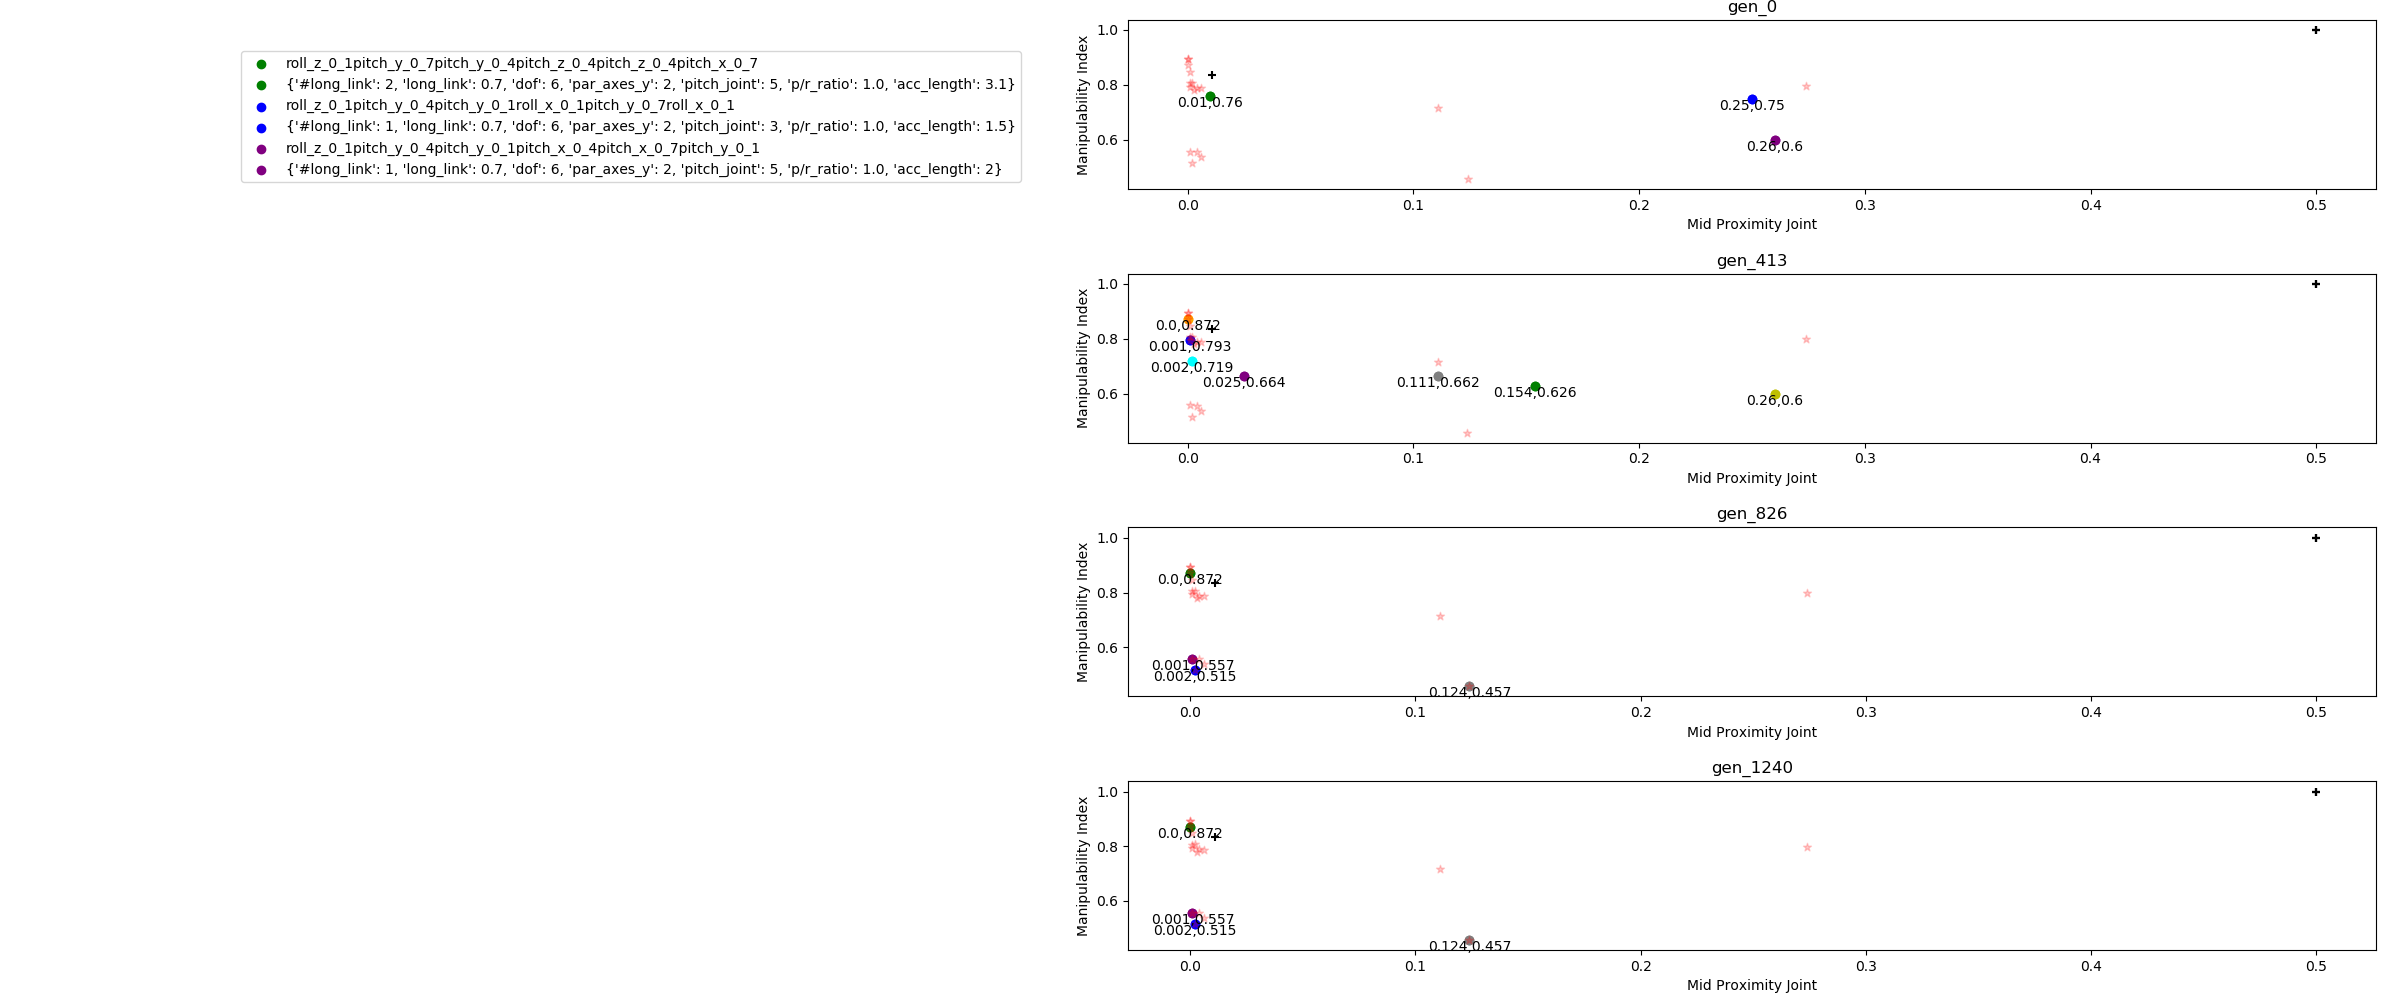 roll_z_0_1pitch_y_0_7pitch_y_0_4pitch_z_0_4pitch_z_0_4pitch_x_0_7
{'#long_link': 2, 'long_link': 0.7, 'dof': 6, 'par_axes_y': 2, 'pitch_joint': 5, 'p/r_ratio': 1.0, 'acc_length': 3.1}
roll_z_0_1pitch_y_0_4pitch_y_0_1roll_x_0_1pitch_y_0_7roll_x_0_1
{'#long_link': 1, 'long_link': 0.7, 'dof': 6, 'par_axes_y': 2, 'pitch_joint': 3, 'p/r_ratio': 1.0, 'acc_length': 1.5}
roll_z_0_1pitch_y_0_4pitch_y_0_1pitch_x_0_4pitch_x_0_7pitch_y_0_1
{'#long_link': 1, 'long_link': 0.7, 'dof': 6, 'par_axes_y': 2, 'pitch_joint': 5, 'p/r_ratio': 1.0, 'acc_length': 2}
gen_0
Manipulability Index
1.0
0.8
0.6
0.01,0.76
0.25,0.75
0.26,0.6
0.0 0.1 0.2 0.3 0.4 0.5
Mid Proximity Joint
gen_413
Manipulability Index
1.0
0.8
0.6
0.0,0.872
0.001,0.793
0.002,0.719
0.025,0.664
0.111,0.662
0.154,0.626
0.26,0.6
0.0 0.1 0.2 0.3 0.4 0.5
Mid Proximity Joint
gen_826
Manipulability Index
1.0
0.8
0.6
0.0,0.872
0.001,0.557
0.002,0.515
0.124,0.457
0.0 0.1 0.2 0.3 0.4 0.5
Mid Proximity Joint
gen_1240
Manipulability Index
1.0
0.8
0.6
0.0,0.872
0.001,0.557
0.002,0.515
0.124,0.457
0.0 0.1 0.2 0.3 0.4 0.5
Mid Proximity Joint